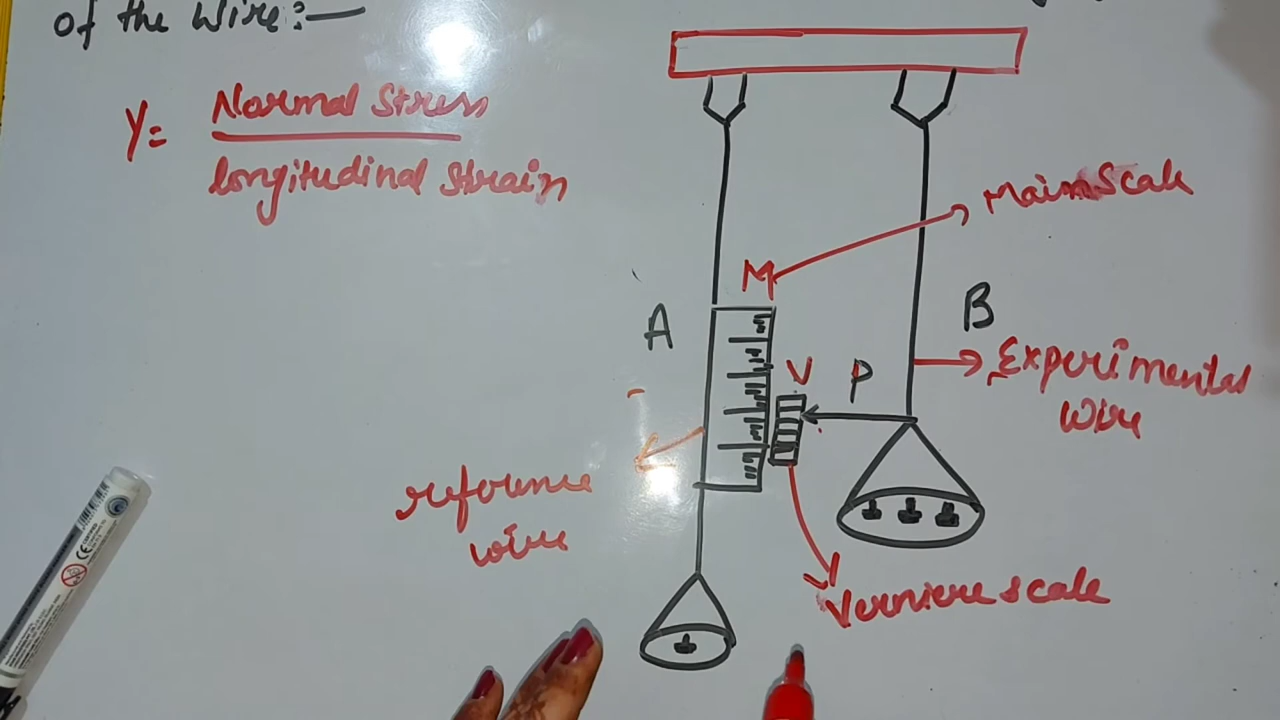 of the Wire:—
Y = Normal Stress
longitudinal Strain
Main Scale
M
A
B
V
P
Experimental
wire
reference
wire
Verniere scale